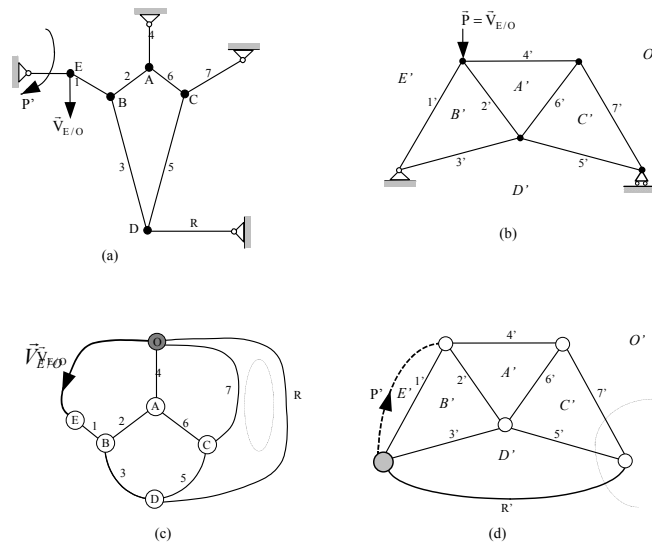 4
E
1
2
A
6
7
B
C
P'
V⃗E/O
3
5
D
R
(a)
P⃗ = V⃗E/O
4'
O
E'
A'
1'
2'
6'
7'
B'
C'
3'
5'
D'
(b)
O
V⃗E/O
4
7
R
A
E
1
2
6
B
C
3
5
D
(c)
4'
O'
P'
E'
1'
2'
A'
6'
7'
B'
C'
3'
5'
D'
R'
(d)